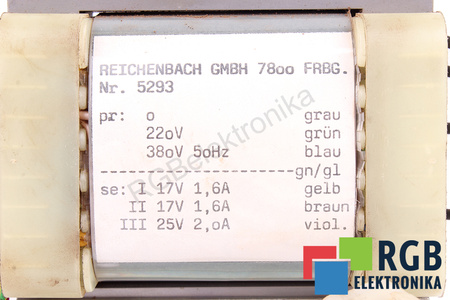 REICHENBACH GMBH 78oo FRBG.
Nr. 5293
pr: o grau
22oV grün
38oV 5oHz blau
----------------------gn/gl
se: I 17V 1,6A gelb
II 17V 1,6A braun
III 25V 2,oA viol.
RGBelektronika
RGB
ELEKTRONIKA